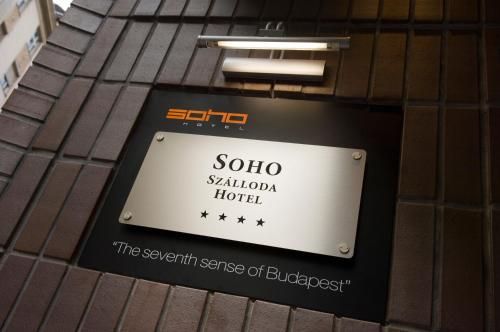 soho
HOTEL
SOHO
SZÁLLODA
HOTEL
★ ★ ★ ★
"The seventh sense of Budapest"